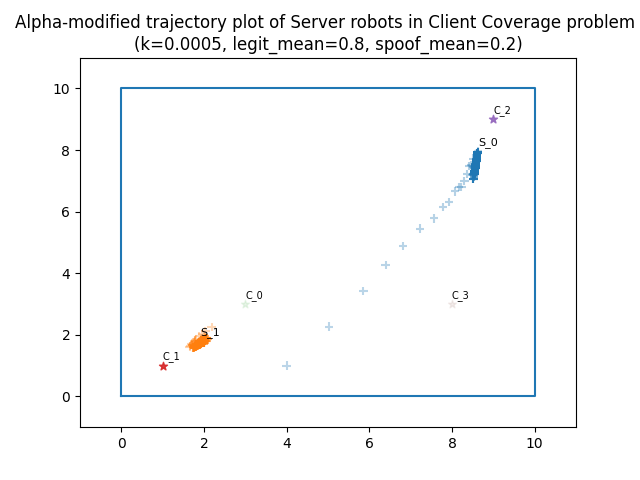 Alpha-modified trajectory plot of Server robots in Client Coverage problem
(k=0.0005, legit_mean=0.8, spoof_mean=0.2)
10
8
6
4
2
0
C_2
S_0
C_0
C_3
S_1
C_1
0 2 4 6 8 10